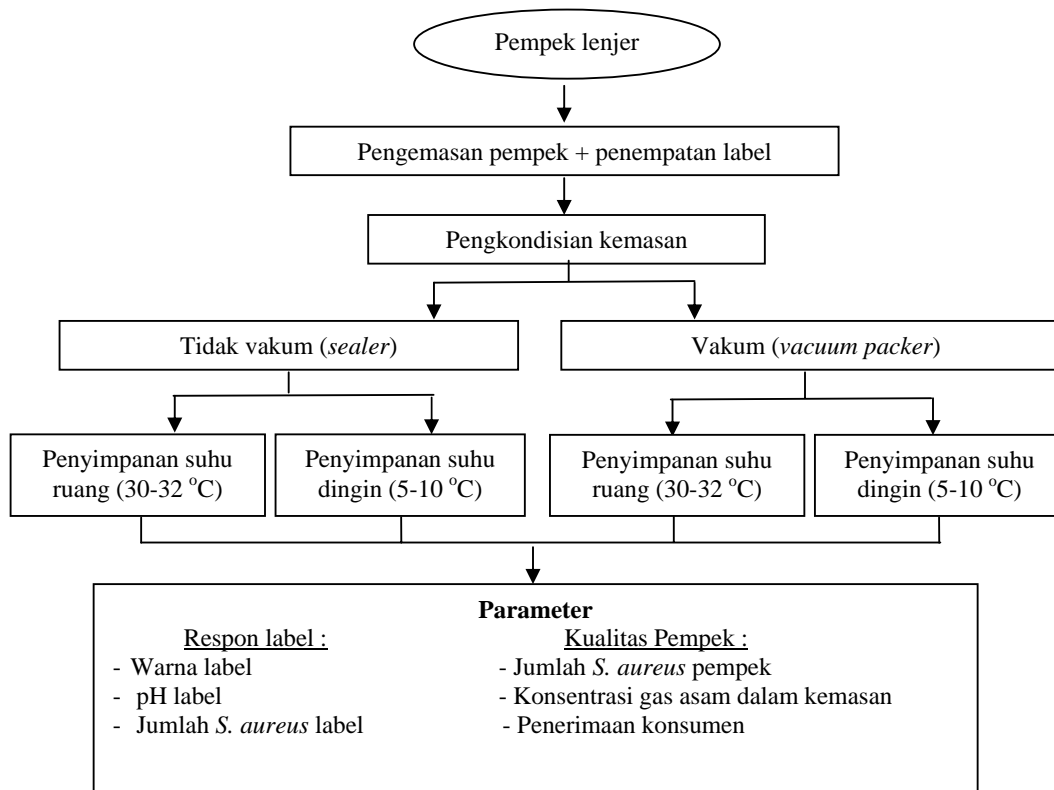 Pempek lenjer
Pengemasan pempek + penempatan label
Pengkondisian kemasan
Tidak vakum (sealer)
Vakum (vacuum packer)
Penyimpanan suhu
ruang (30-32 °C)
Penyimpanan suhu
dingin (5-10 °C)
Penyimpanan suhu
ruang (30-32 °C)
Penyimpanan suhu
dingin (5-10 °C)
Parameter
Respon label :
- Warna label
- pH label
- Jumlah S. aureus label
Kualitas Pempek :
- Jumlah S. aureus pempek
- Konsentrasi gas asam dalam kemasan
- Penerimaan konsumen